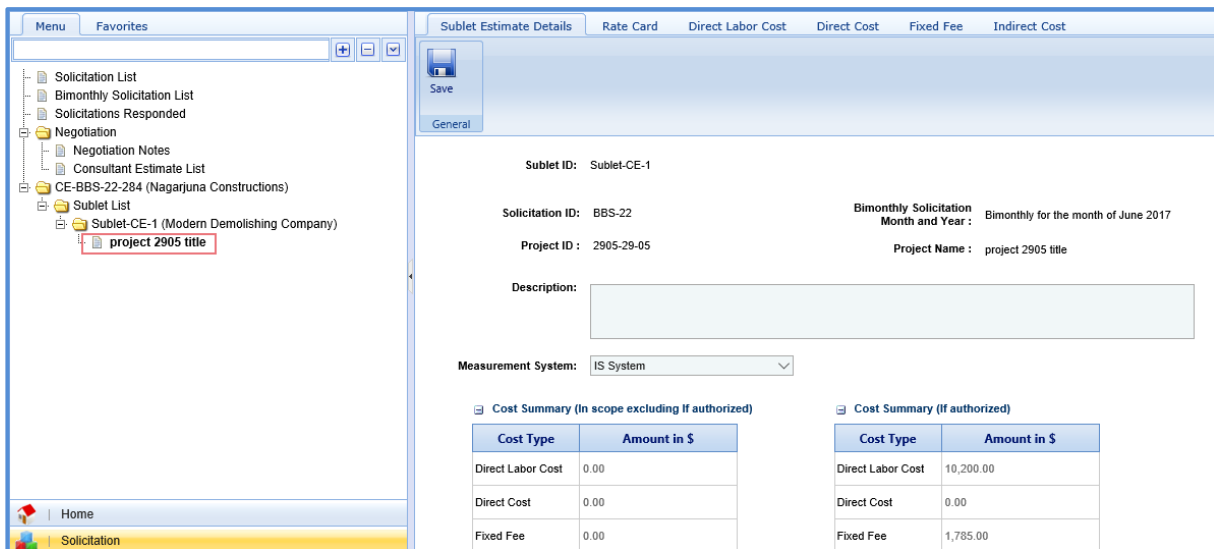 Menu Favorites
Solicitation List
Bimonthly Solicitation List
Solicitations Responded
Negotiation
Negotiation Notes
Consultant Estimate List
CE-BBS-22-284 (Nagarjuna Constructions)
Sublet List
Sublet-CE-1 (Modern Demolishing Company)
project 2905 title
Home
Solicitation
Sublet Estimate Details Rate Card Direct Labor Cost Direct Cost Fixed Fee Indirect Cost
Save
General
Sublet ID: Sublet-CE-1
Solicitation ID: BBS-22
Bimonthly Solicitation
Month and Year : Bimonthly for the month of June 2017
Project ID : 2905-29-05
Project Name : project 2905 title
Description:
Measurement System: IS System
Cost Summary (In scope excluding If authorized)
Cost Type Amount in $
Direct Labor Cost 0.00
Direct Cost 0.00
Fixed Fee 0.00
Cost Summary (If authorized)
Cost Type Amount in $
Direct Labor Cost 10,200.00
Direct Cost 0.00
Fixed Fee 1,785.00